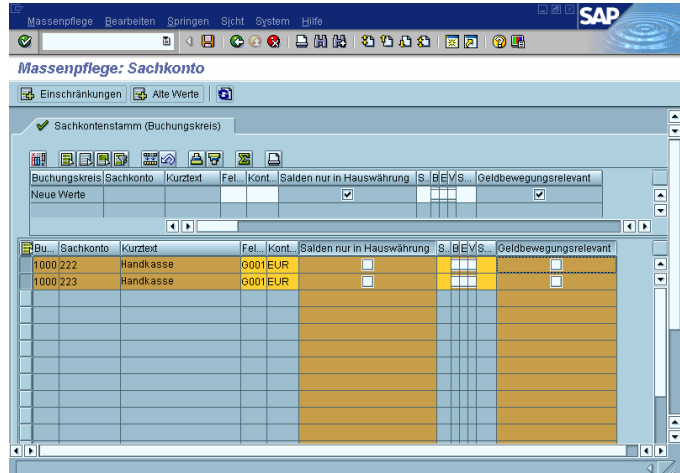 Massenpflege Bearbeiten Springen Sicht System Hilfe
SAP
Massenpflege: Sachkonto
Einschränkungen Alte Werte
Sachkontenstamm (Buchungskreis)
Buchungskreis Sachkonto Kurztext Fel... Kont... Salden nur in Hauswährung S.. B E V S... Geldbewegungsrelevant
Neue Werte
Bu... Sachkonto Kurztext Fel... Kont... Salden nur in Hauswährung S.. B E V S... Geldbewegungsrelevant
1000 222 Handkasse G001 EUR
1000 223 Handkasse G001 EUR